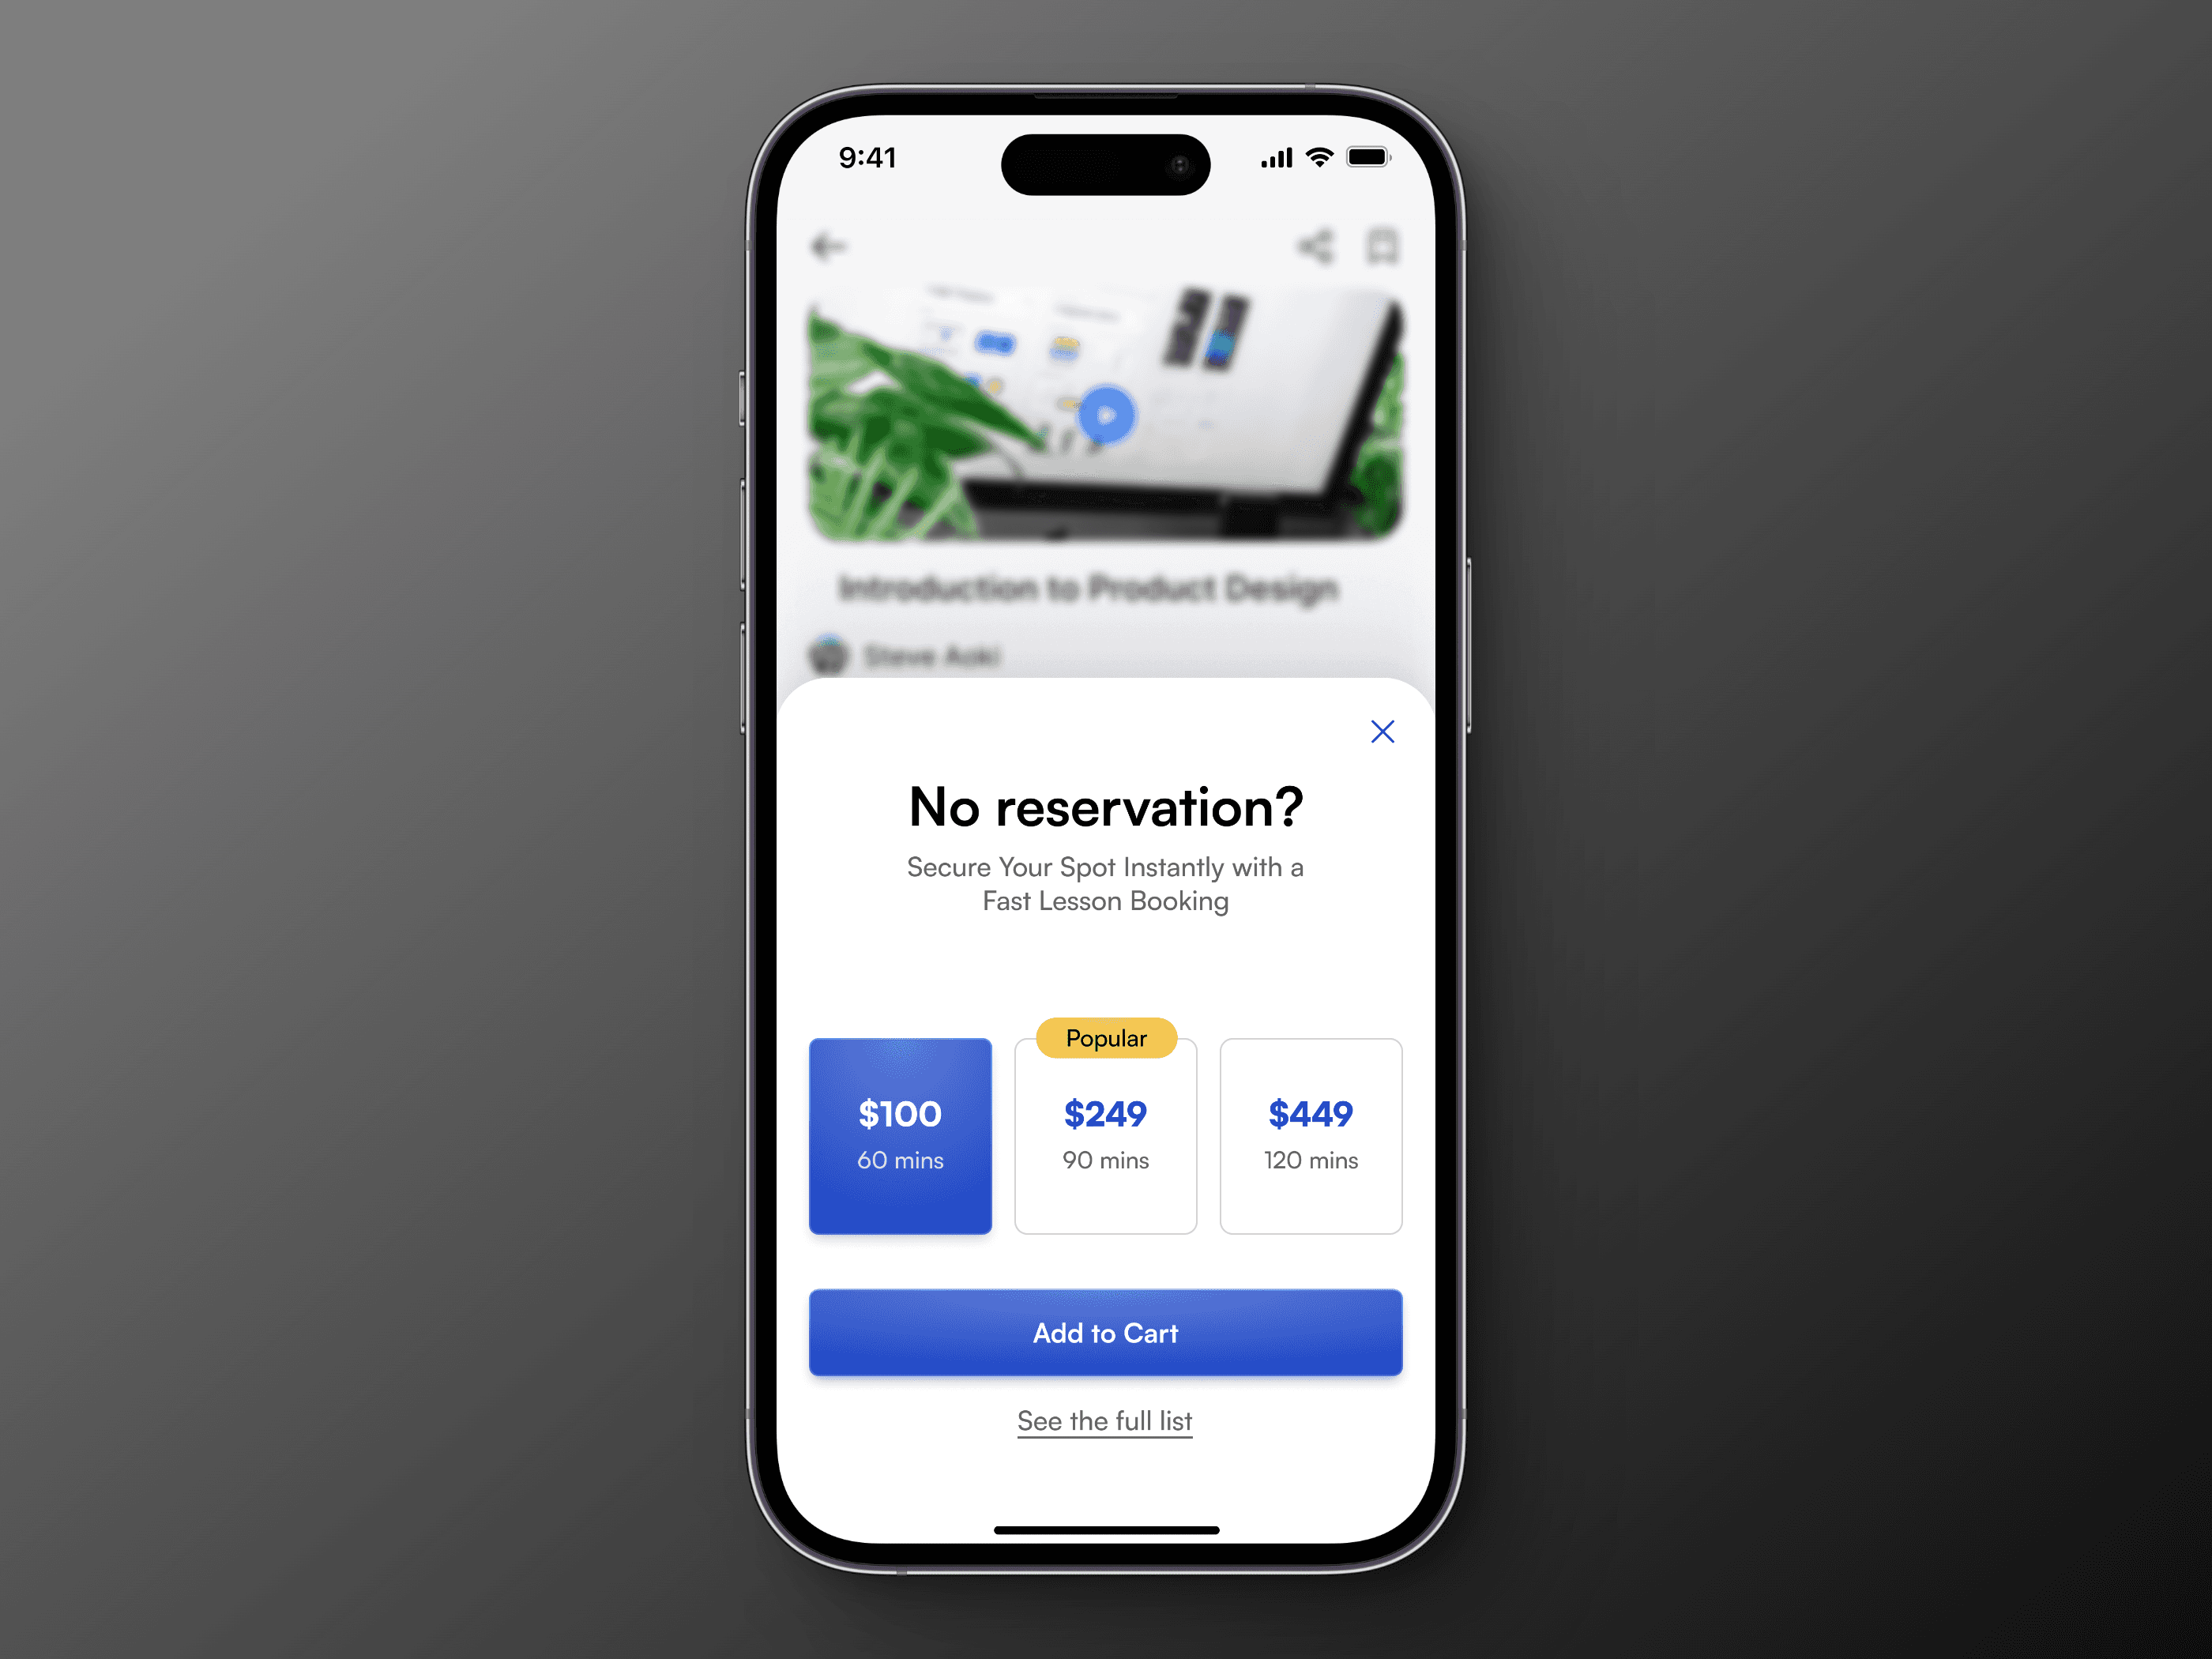 9:41
Introduction to Product Design
Steve Aoki
No reservation?
Secure Your Spot Instantly with a
Fast Lesson Booking
Popular
$100
60 mins
$249
90 mins
$449
120 mins
Add to Cart
See the full list